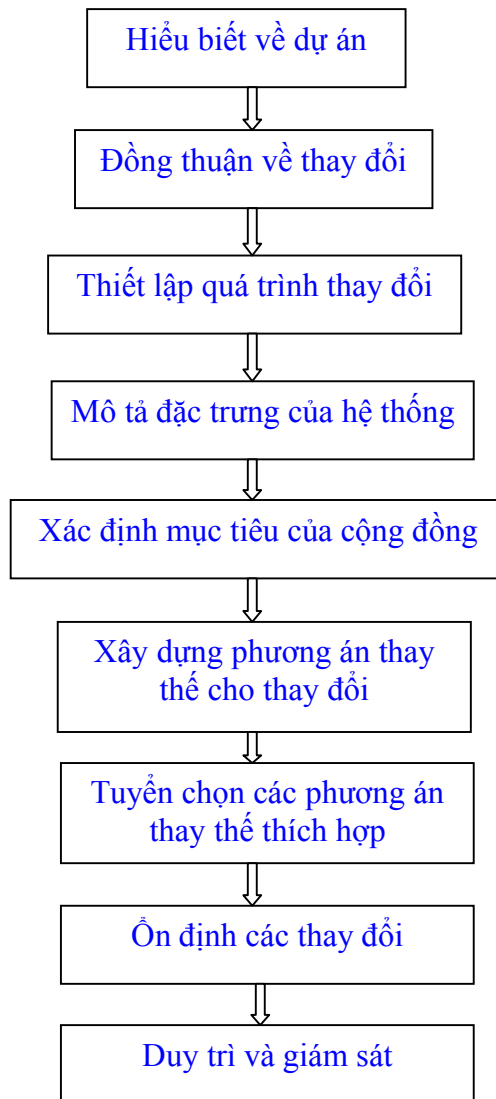 Hiểu biết về dự án
Đồng thuận về thay đổi
Thiết lập quá trình thay đổi
Mô tả đặc trưng của hệ thống
Xác định mục tiêu của cộng đồng
Xây dựng phương án thay
thế cho thay đổi
Tuyển chọn các phương án
thay thế thích hợp
Ổn định các thay đổi
Duy trì và giám sát